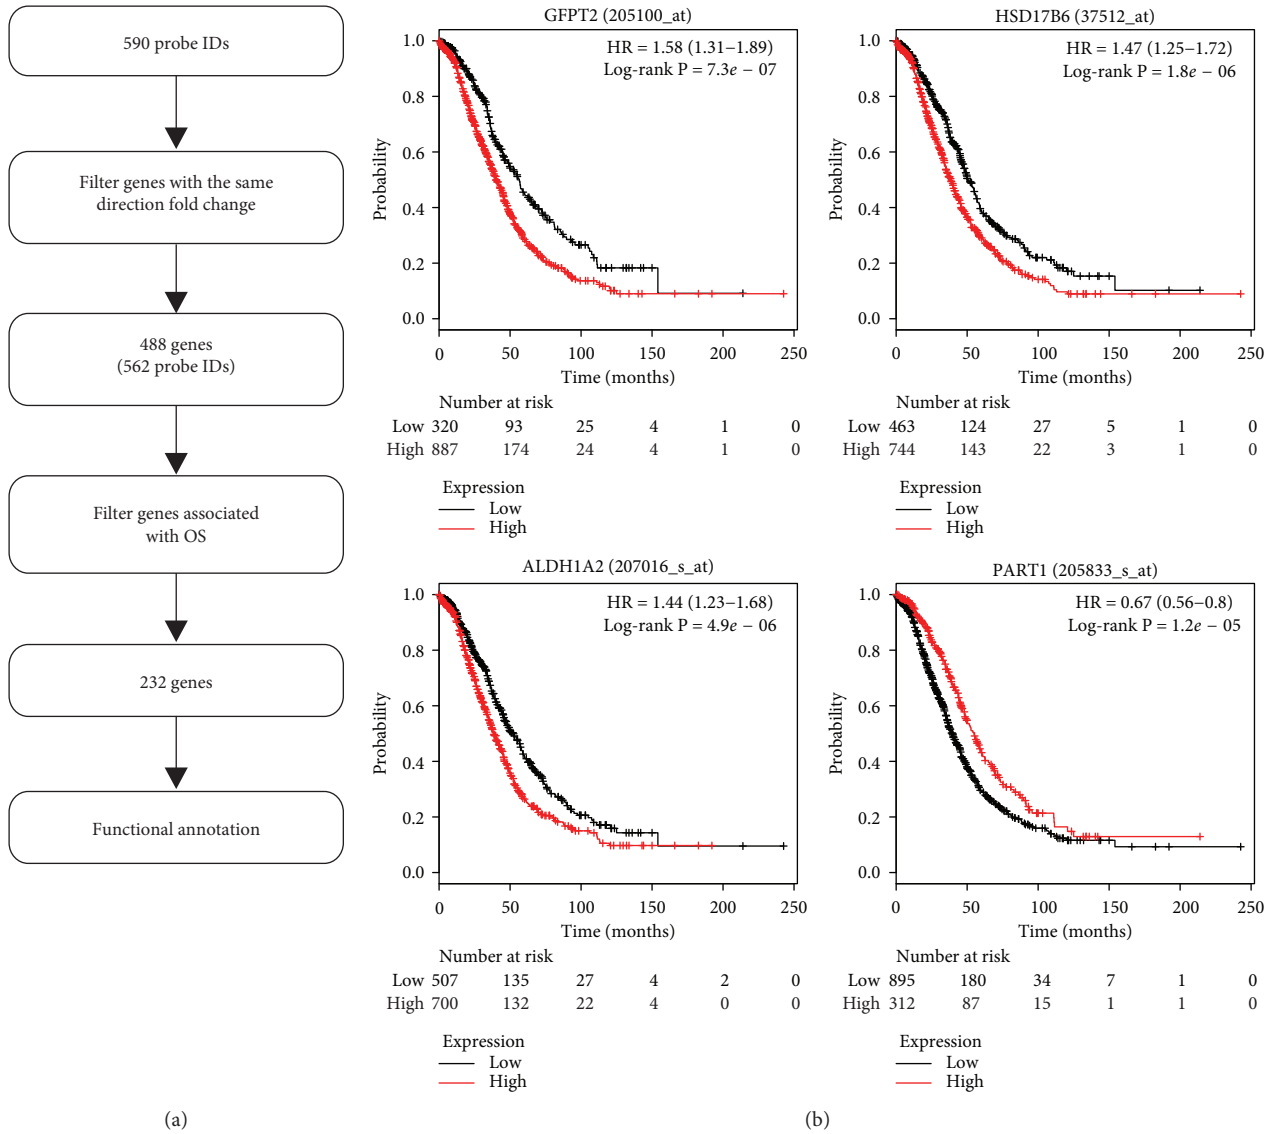 590 probe IDs
Filter genes with the same
direction fold change
488 genes
(562 probe IDs)
Filter genes associated
with OS
232 genes
Functional annotation
(a)
GFPT2 (205100_at)
HR = 1.58 (1.31–1.89)
Log-rank P = 7.3e − 07
Probability
1.0
0.8
0.6
0.4
0.2
0.0
0 50 100 150 200 250
Time (months)
Number at risk
Low 320 93 25 4 1 0
High 887 174 24 4 1 0
Expression
Low
High
HSD17B6 (37512_at)
HR = 1.47 (1.25–1.72)
Log-rank P = 1.8e − 06
Probability
1.0
0.8
0.6
0.4
0.2
0.0
0 50 100 150 200 250
Time (months)
Number at risk
Low 463 124 27 5 1 0
High 744 143 22 3 1 0
Expression
Low
High
ALDH1A2 (207016_s_at)
HR = 1.44 (1.23–1.68)
Log-rank P = 4.9e − 06
Probability
1.0
0.8
0.6
0.4
0.2
0.0
0 50 100 150 200 250
Time (months)
Number at risk
Low 507 135 27 4 2 0
High 700 132 22 4 0 0
Expression
Low
High
PART1 (205833_s_at)
HR = 0.67 (0.56–0.8)
Log-rank P = 1.2e − 05
Probability
1.0
0.8
0.6
0.4
0.2
0.0
0 50 100 150 200 250
Time (months)
Number at risk
Low 895 180 34 7 1 0
High 312 87 15 1 1 0
Expression
Low
High
(b)